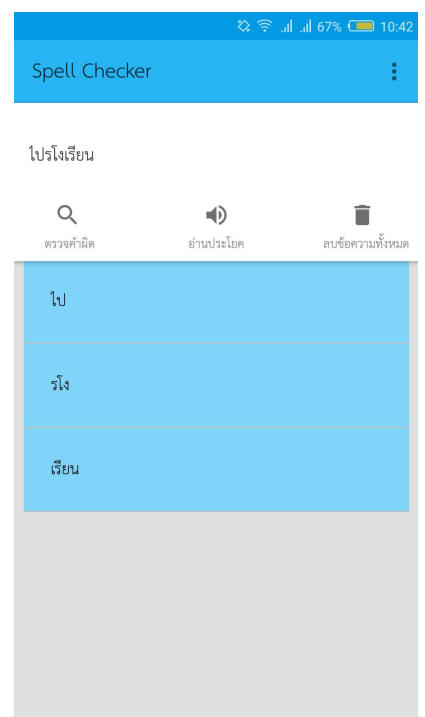 67% 10:42
Spell Checker
ไปรโงเรียน
ตรวจคำผิด อ่านประโยค ลบข้อความทั้งหมด
ไป
รโง
เรียน